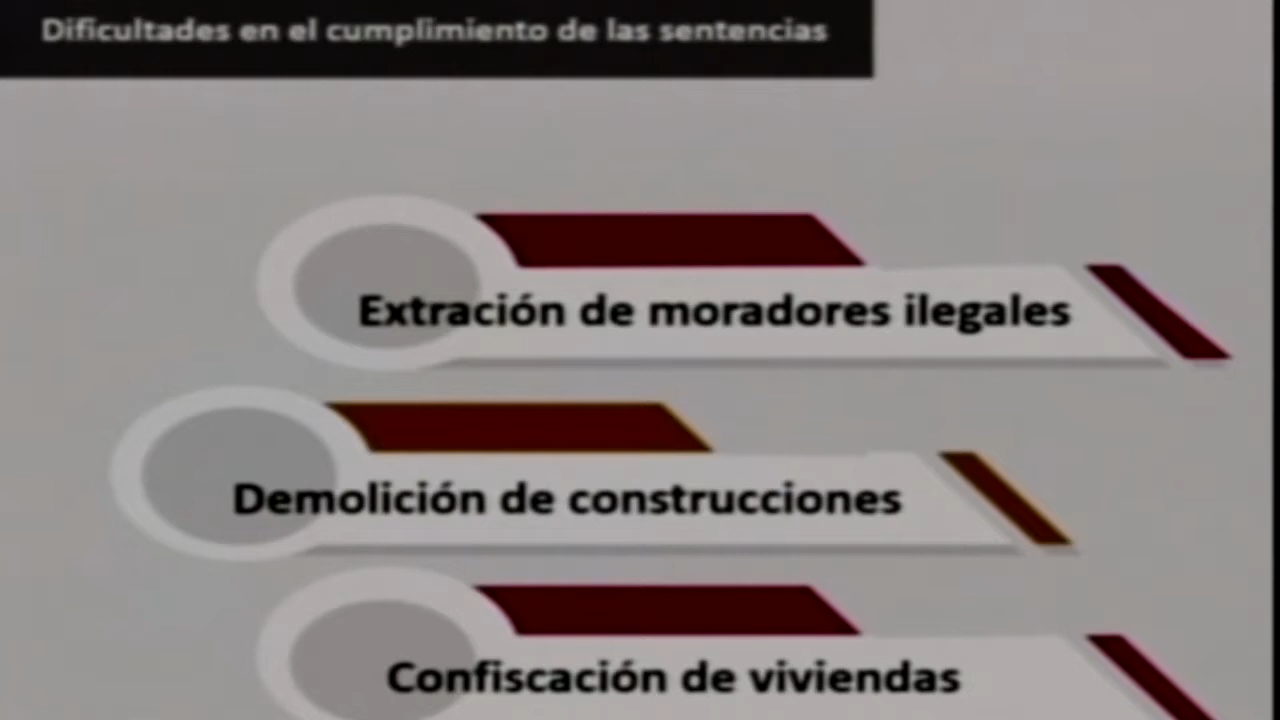 Dificultades en el cumplimiento de las sentencias
Extración de moradores ilegales
Demolición de construcciones
Confiscación de viviendas